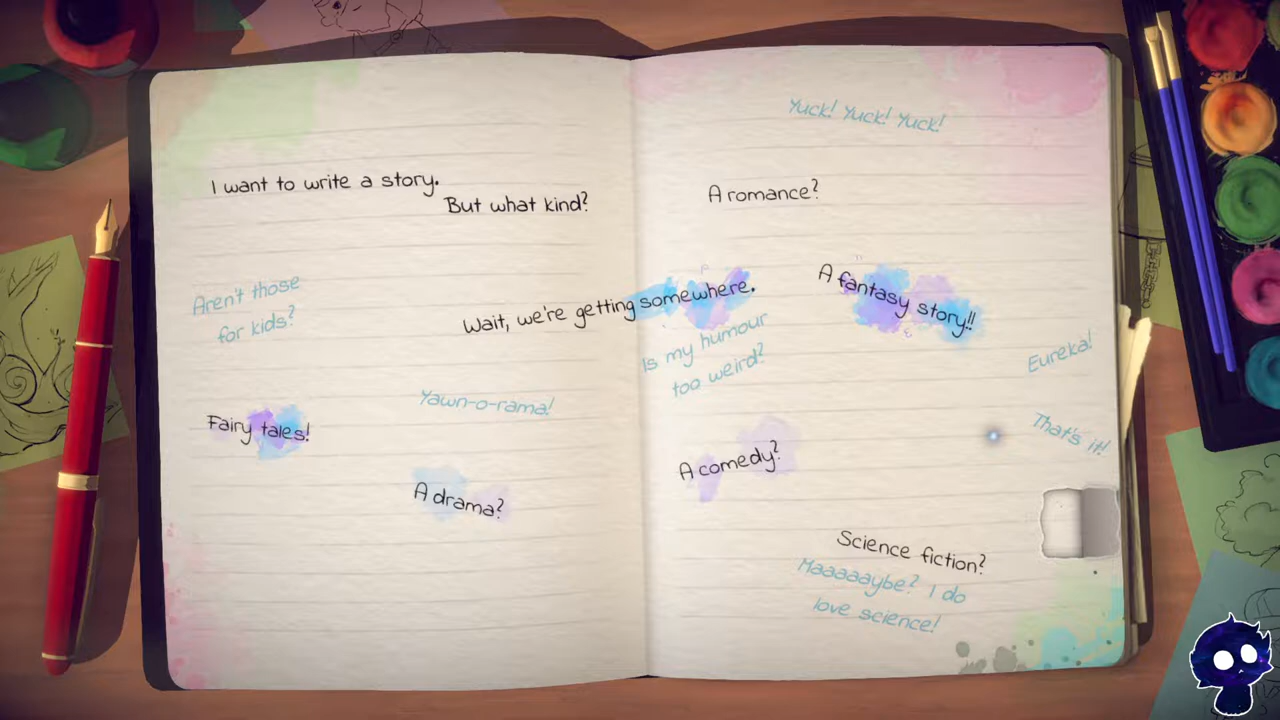 I want to write a story.
But what kind?
Aren't those
for kids?
Fairy tales!
Yawn-o-rama!
A drama?
Wait, we're getting somewhere.
Yuck! Yuck! Yuck!
A romance?
A fantasy story!!
Is my humour
too weird?
A comedy?
Eureka!
That's it!
Science fiction?
Maaaaaybe? I do
love science!